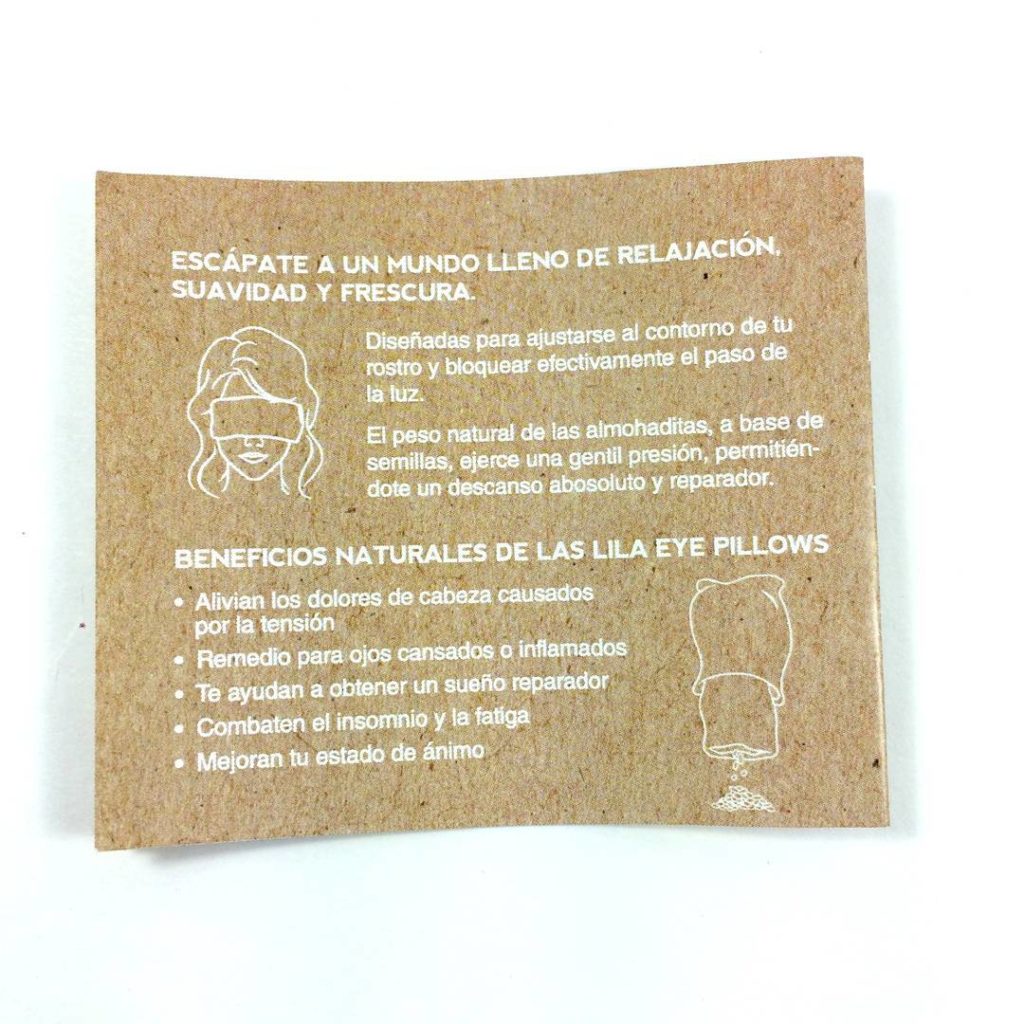 ESCÁPATE A UN MUNDO LLENO DE RELAJACIÓN,
SUAVIDAD Y FRESCURA.
Diseñadas para ajustarse al contorno de tu
rostro y bloquear efectivamente el paso de
la luz.
El peso natural de las almohaditas, a base de
semillas, ejerce una gentil presión, permitién-
dote un descanso abosoluto y reparador.
BENEFICIOS NATURALES DE LAS LILA EYE PILLOWS
• Alivian los dolores de cabeza causados
por la tensión
• Remedio para ojos cansados o inflamados
• Te ayudan a obtener un sueño reparador
• Combaten el insomnio y la fatiga
• Mejoran tu estado de ánimo